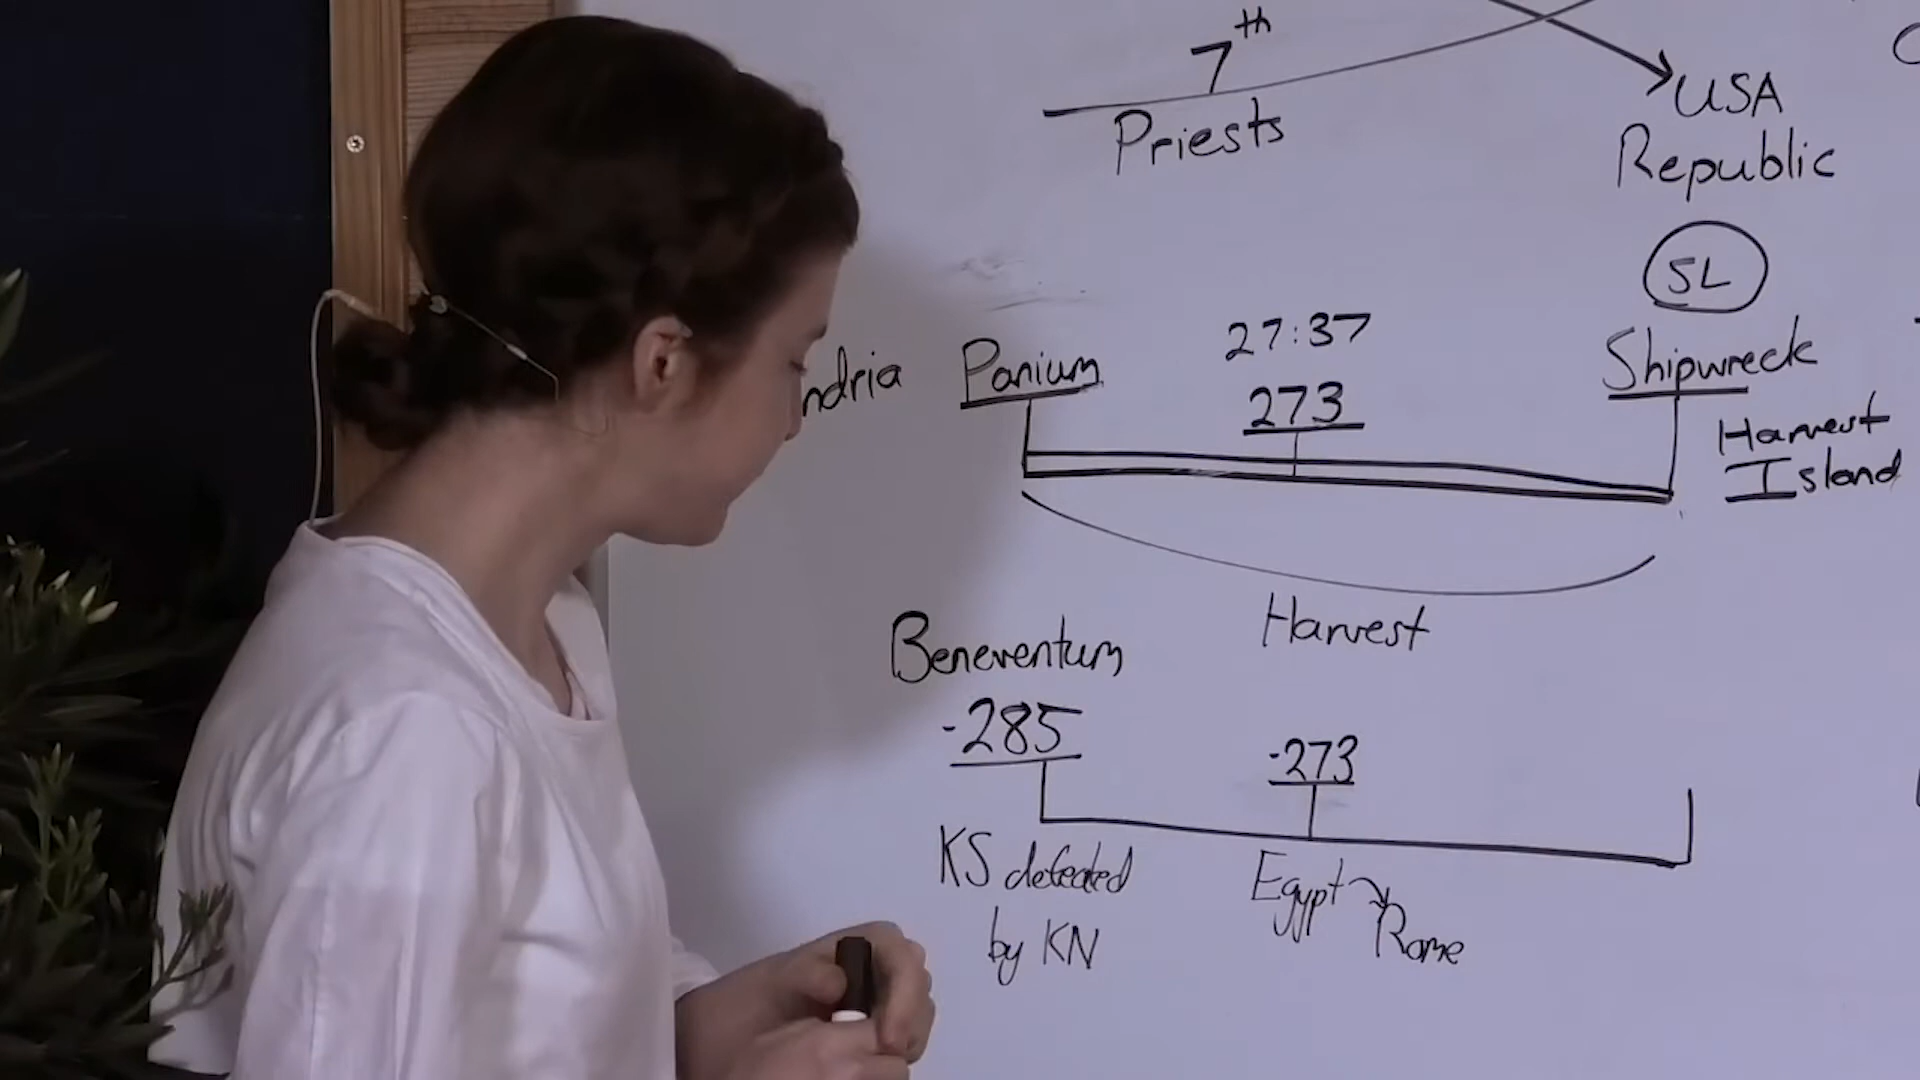 7th
Priests
USA
Republic
SL
27:37
ndria Panium 273 Shipwreck
Harvest
Island
Harvest
Beneventum
-285 -273
KS defeated
by KN
Egypt
Rome